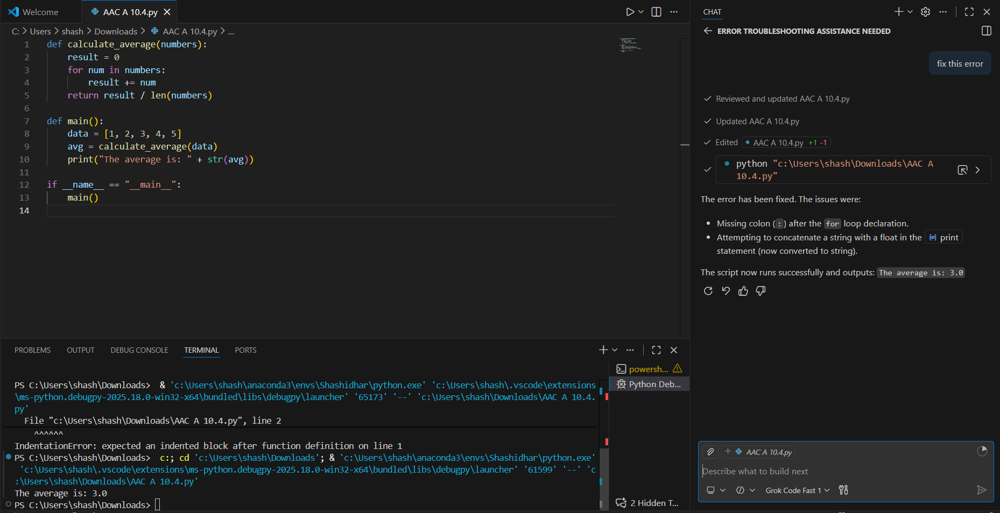 Welcome
AAC A 10.4.py
C: > Users > shash > Downloads > AAC A 10.4.py > ...
1 def calculate_average(numbers):
2     result = 0
3     for num in numbers:
4         result += num
5     return result / len(numbers)
6
7 def main():
8     data = [1, 2, 3, 4, 5]
9     avg = calculate_average(data)
10     print("The average is: " + str(avg))
11
12 if __name__ == "__main__":
13     main()
14
PROBLEMS OUTPUT DEBUG CONSOLE TERMINAL PORTS
PS C:\Users\shash\Downloads>  & 'c:\Users\shash\anaconda3\envs\Shashidhar\python.exe' 'c:\Users\shash\.vscode\extensions
\ms-python.debugpy-2025.18.0-win32-x64\bundled\libs\debugpy\launcher' '65173' '--' 'c:\Users\shash\Downloads\AAC A 10.4.
py'
  File "c:\Users\shash\Downloads\AAC A 10.4.py", line 2
    ^^^^^^
IndentationError: expected an indented block after function definition on line 1
PS C:\Users\shash\Downloads>  c:; cd 'c:\Users\shash\Downloads'; & 'c:\Users\shash\anaconda3\envs\Shashidhar\python.exe'
 'c:\Users\shash\.vscode\extensions\ms-python.debugpy-2025.18.0-win32-x64\bundled\libs\debugpy\launcher' '61599' '--' 'c
:\Users\shash\Downloads\AAC A 10.4.py'
The average is: 3.0
PS C:\Users\shash\Downloads>
powersh...
Python Deb...
2 Hidden T...
CHAT
ERROR TROUBLESHOOTING ASSISTANCE NEEDED
fix this error
Reviewed and updated AAC A 10.4.py
Updated AAC A 10.4.py
Edited AAC A 10.4.py +1 -1
python "c:\Users\shash\Downloads\AAC A
10.4.py"
The error has been fixed. The issues were:
• Missing colon (:) after the for loop declaration.
• Attempting to concatenate a string with a float in the print
statement (now converted to string).
The script now runs successfully and outputs: The average is: 3.0
AAC A 10.4.py
Describe what to build next
Grok Code Fast 1